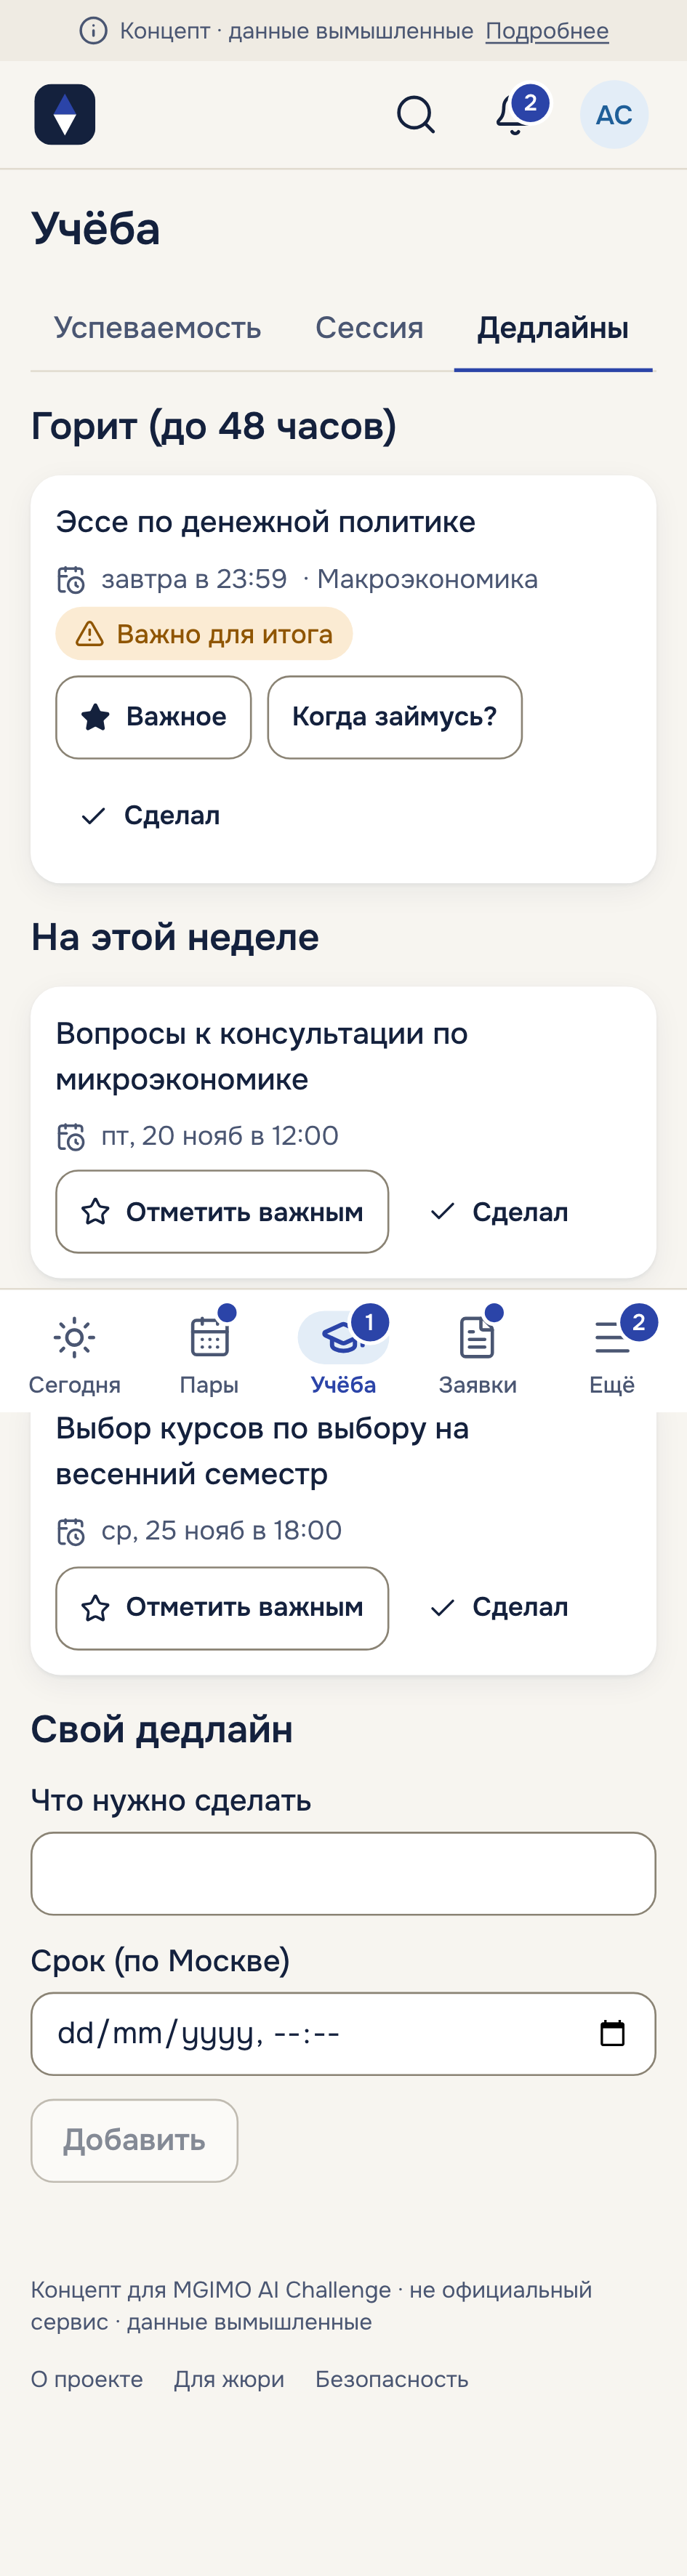 Концепт · данные вымышленные Подробнее
2
АС
Учёба
Успеваемость Сессия Дедлайны
Горит (до 48 часов)
Эссе по денежной политике
завтра в 23:59 · Макроэкономика
Важно для итога
Важное Когда займусь?
Сделал
На этой неделе
Вопросы к консультации по
микроэкономике
пт, 20 нояб в 12:00
Отметить важным Сделал
1 2
Сегодня Пары Учёба Заявки Ещё
Выбор курсов по выбору на
весенний семестр
ср, 25 нояб в 18:00
Отметить важным Сделал
Свой дедлайн
Что нужно сделать
Срок (по Москве)
dd/mm/yyyy, --:--
Добавить
Концепт для MGIMO AI Challenge · не официальный
сервис · данные вымышленные
О проекте Для жюри Безопасность